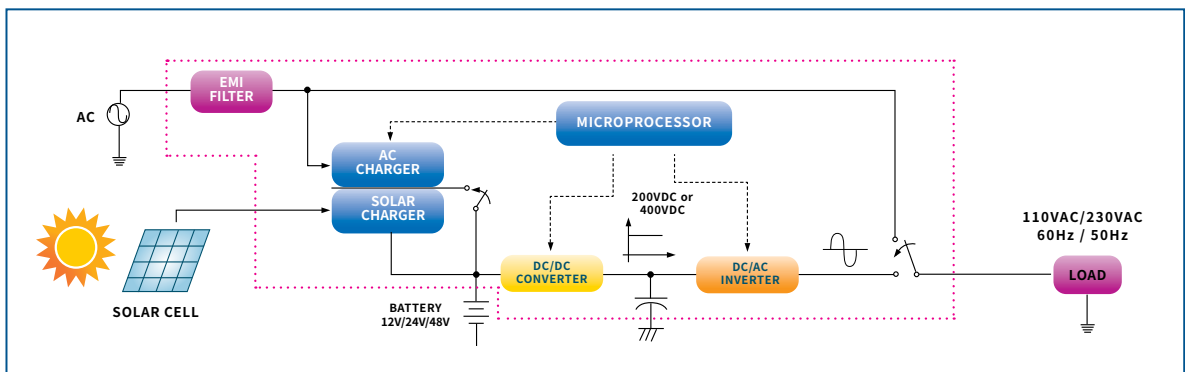 EMI
FILTER
AC
MICROPROCESSOR
AC
CHARGER
SOLAR
CHARGER
200VDC or
400VDC
110VAC/230VAC
60Hz / 50Hz
DC/DC
CONVERTER
DC/AC
INVERTER
LOAD
SOLAR CELL
BATTERY
12V/24V/48V